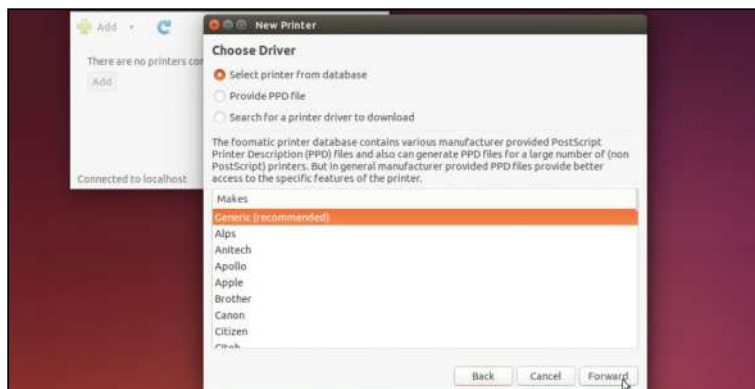 Add
New Printer
There are no printers cor
Add
Connected to localhost
Choose Driver
Select printer from database
Provide PPD file
Search for a printer driver to download
The foomatic printer database contains various manufacturer provided PostScript
Printer Description (PPD) files and also can generate PPD files for a large number of (non
PostScript) printers. But in general manufacturer provided PPD files provide better
access to the specific features of the printer.
Makes
Generic (recommended)
Alps
Anitech
Apollo
Apple
Brother
Canon
Citizen
Citoh
Back Cancel Forward